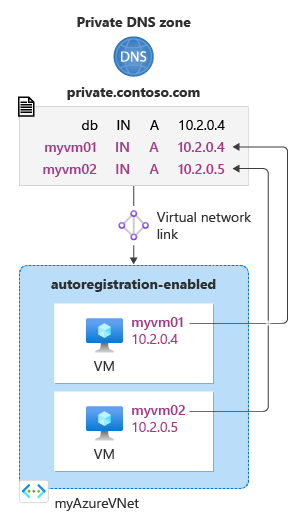 Private DNS zone
DNS
private.contoso.com
db IN A 10.2.0.4
myvm01 IN A 10.2.0.4
myvm02 IN A 10.2.0.5
Virtual network
link
autoregistration-enabled
myvm01
10.2.0.4
VM
myvm02
10.2.0.5
VM
myAzureVNet